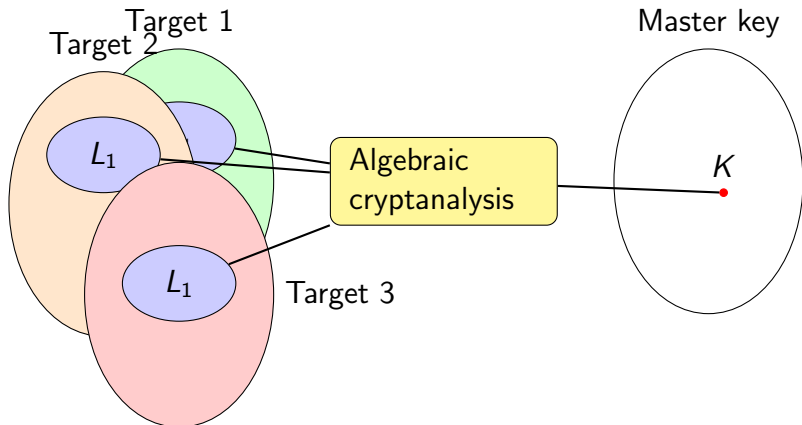 Target 1
Target 2
Master key
L₁
Algebraic
cryptanalysis
K
L₁
Target 3